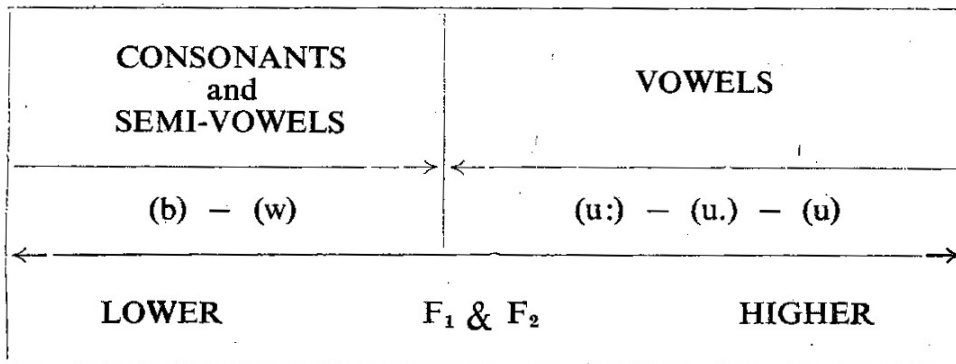 CONSONANTS
and
SEMI-VOWELS
VOWELS
(b) – (w)
(u:) – (u.) – (u)
LOWER F₁ & F₂ HIGHER